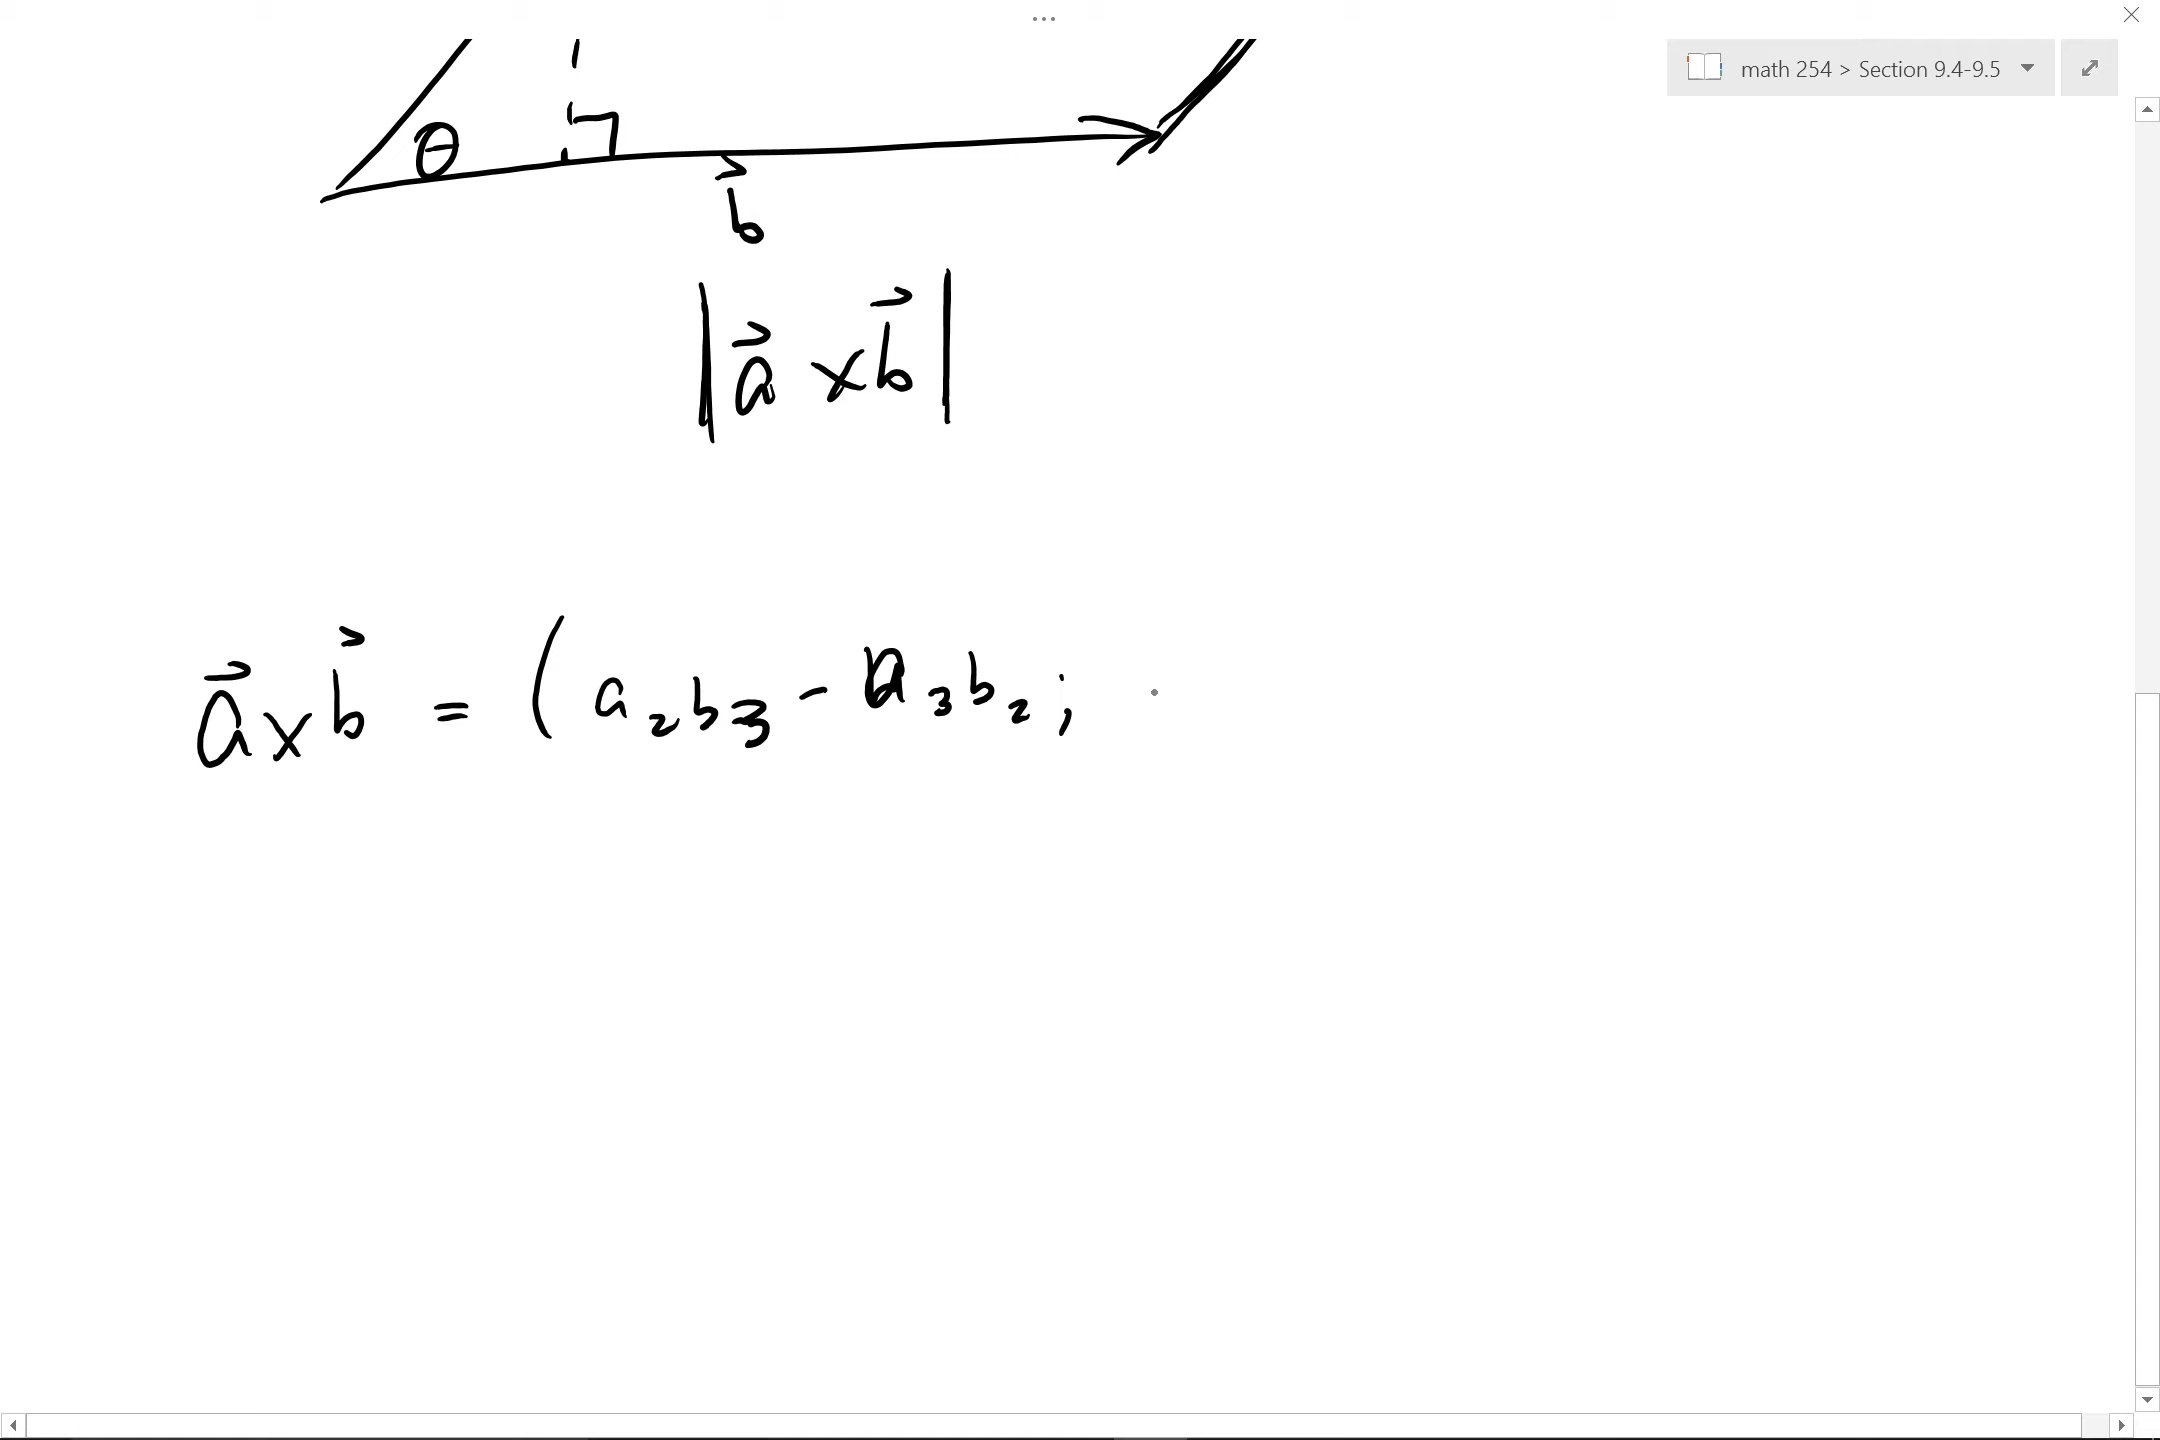 math 254 > Section 9.4-9.5
θ
b⃗
|a⃗ × b⃗|
a⃗ × b⃗ = (a₂b₃ - a₃b₂;